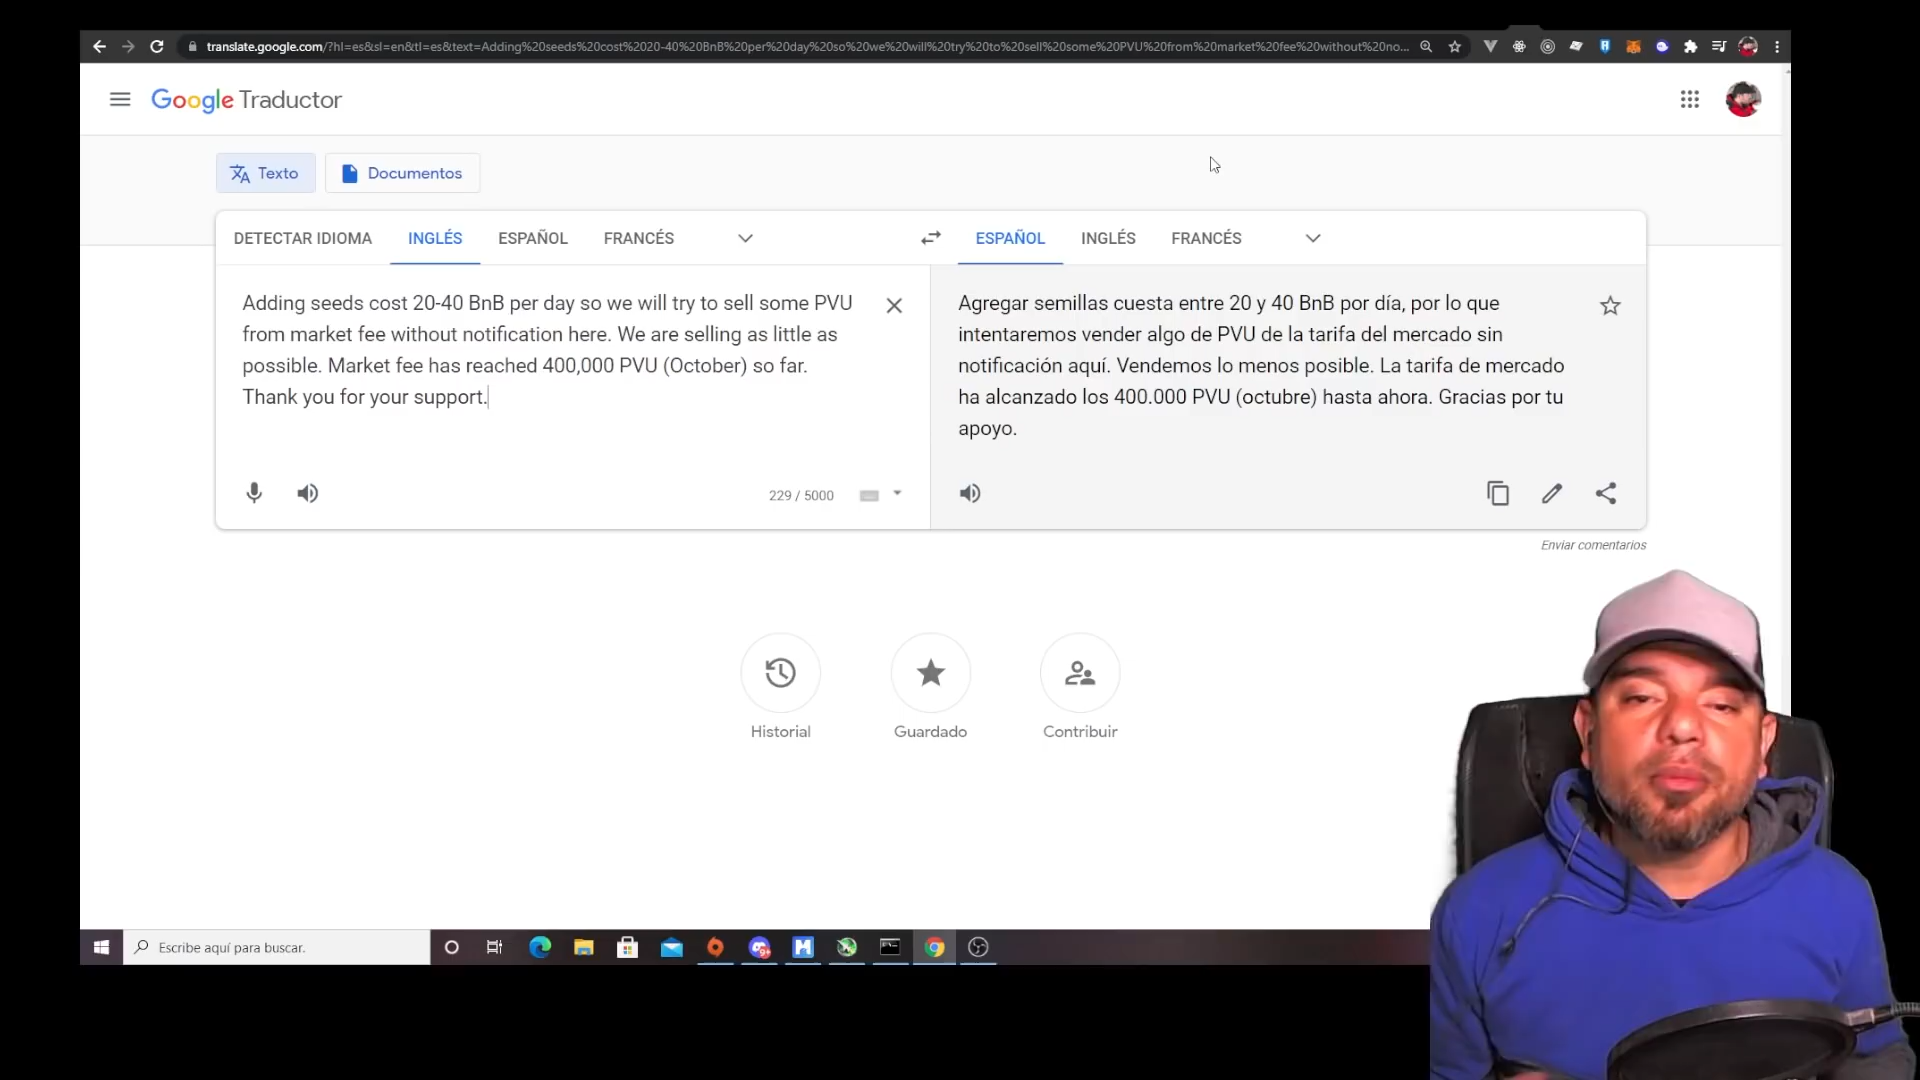 translate.google.com/?hl=es&sl=en&tl=es&text=Adding%20seeds%20cost%2020-40%20BnB%20per%20day%20so%20we%20will%20try%20to%20sell%20some%20PVU%20from%20market%20fee%20without%20no...
Google Traductor
Texto
Documentos
DETECTAR IDIOMA INGLÉS ESPAÑOL FRANCÉS
ESPAÑOL INGLÉS FRANCÉS
Adding seeds cost 20-40 BnB per day so we will try to sell some PVU
from market fee without notification here. We are selling as little as
possible. Market fee has reached 400,000 PVU (October) so far.
Thank you for your support.
229 / 5000
Agregar semillas cuesta entre 20 y 40 BnB por día, por lo que
intentaremos vender algo de PVU de la tarifa del mercado sin
notificación aquí. Vendemos lo menos posible. La tarifa de mercado
ha alcanzado los 400.000 PVU (octubre) hasta ahora. Gracias por tu
apoyo.
Enviar comentarios
Historial
Guardado
Contribuir
Escribe aquí para buscar.